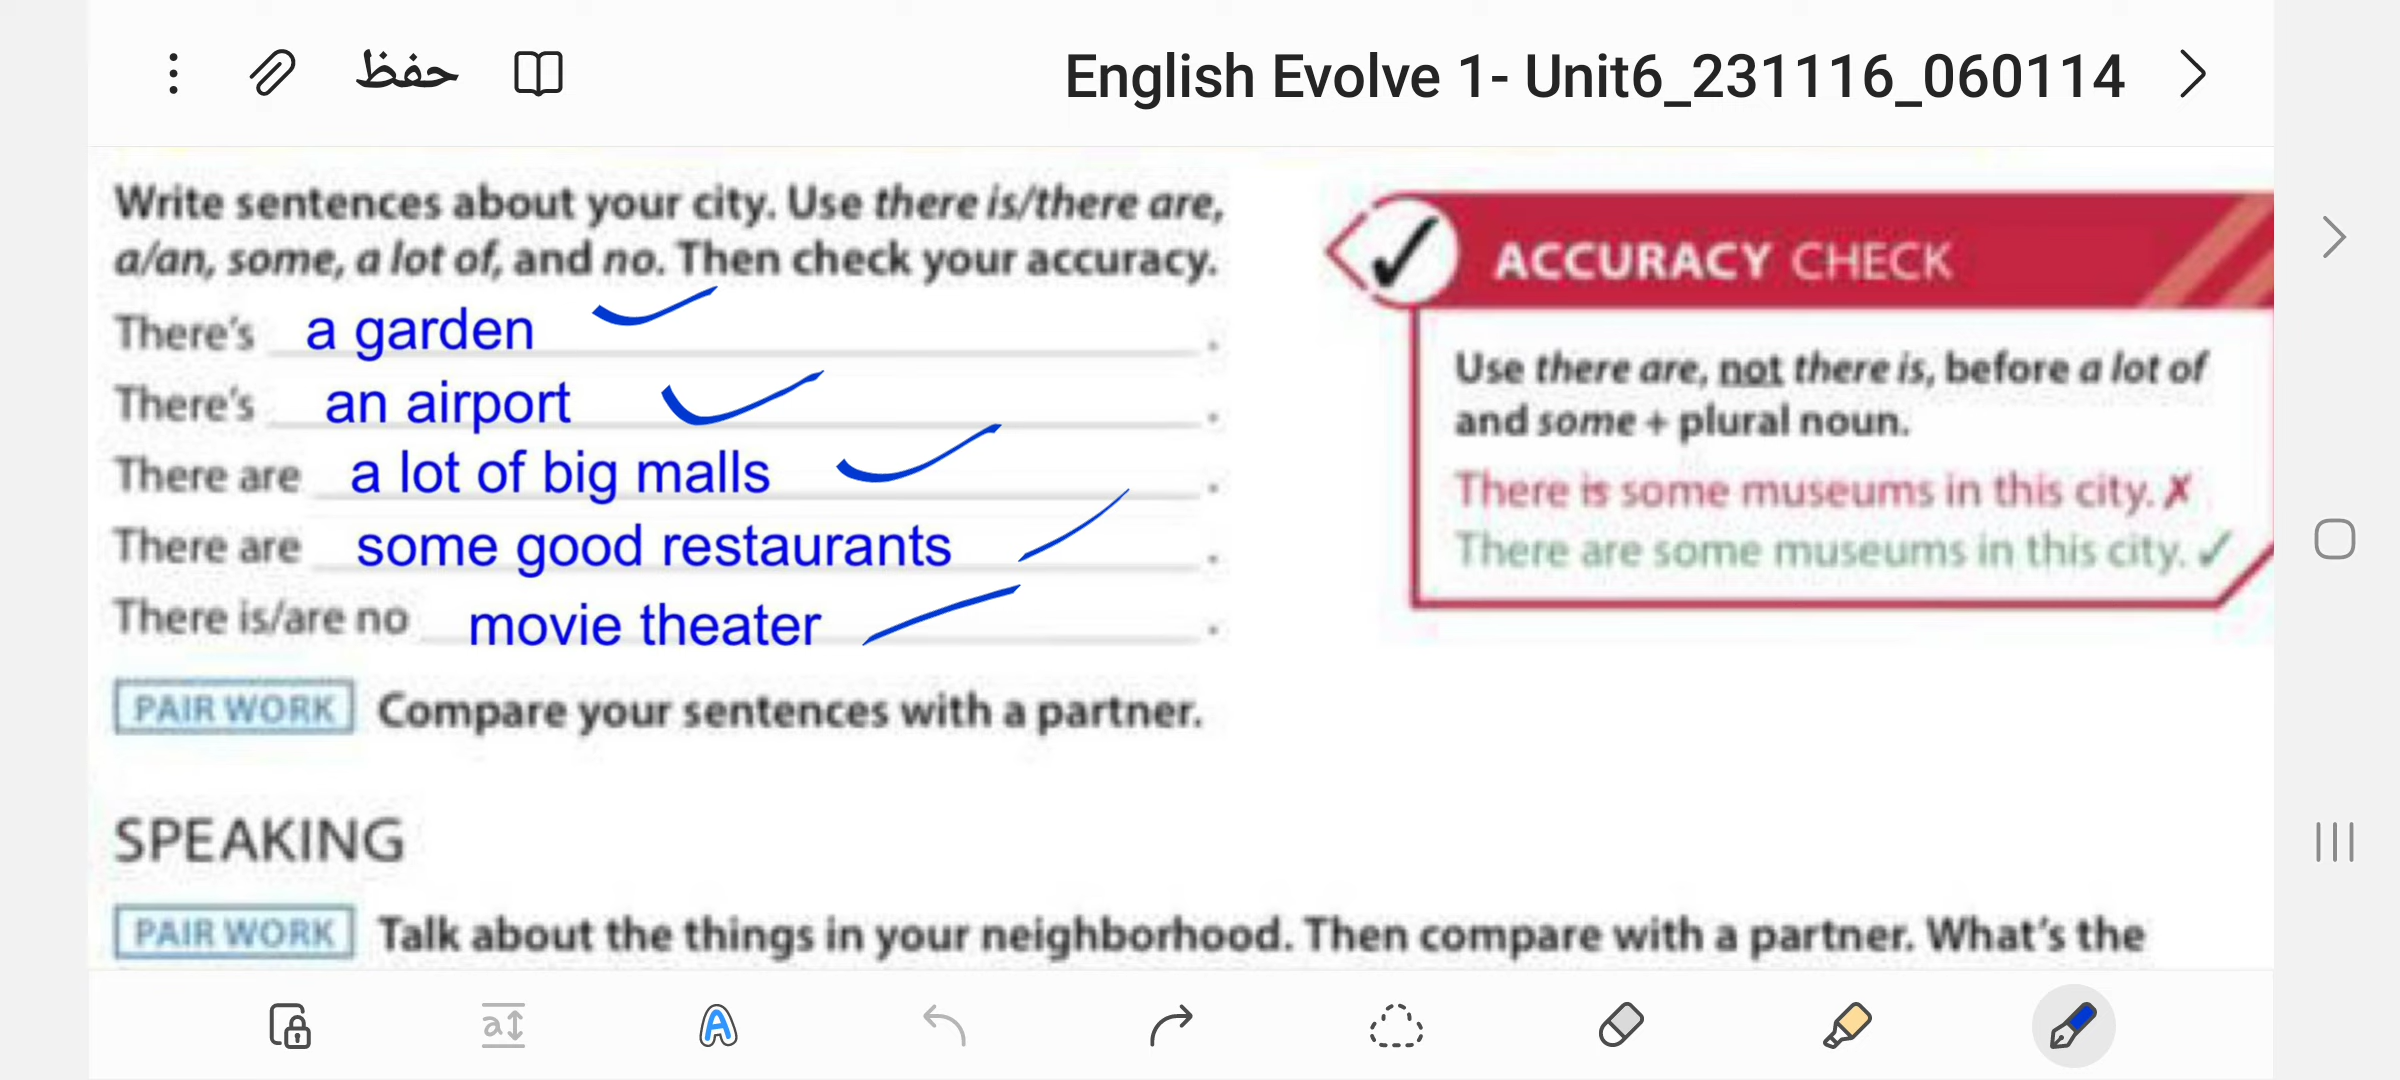 حفظ
English Evolve 1- Unit6_231116_060114
Write sentences about your city. Use there is/there are,
a/an, some, a lot of, and no. Then check your accuracy.
There's a garden.
There's an airport.
There are a lot of big malls.
There are some good restaurants.
There is/are no movie theater.
PAIR WORK Compare your sentences with a partner.
ACCURACY CHECK
Use there are, not there is, before a lot of
and some + plural noun.
There is some museums in this city. ✗
There are some museums in this city. ✓
SPEAKING
PAIR WORK Talk about the things in your neighborhood. Then compare with a partner. What's the